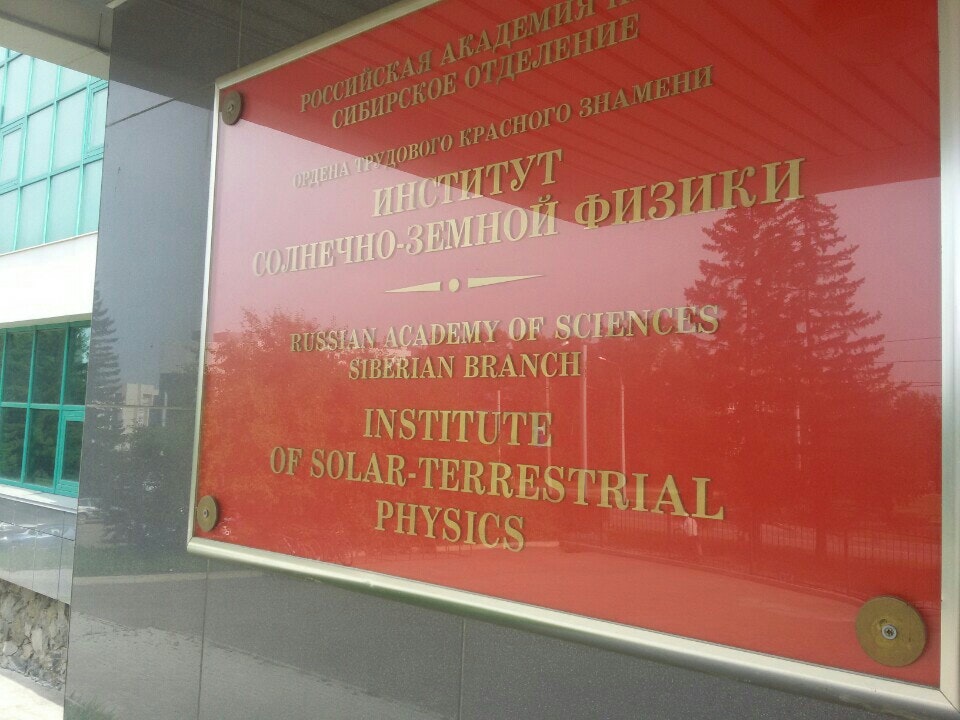 РОССИЙСКАЯ АКАДЕМИЯ Н
СИБИРСКОЕ ОТДЕЛЕНИЕ
ОРДЕНА ТРУДОВОГО КРАСНОГО ЗНАМЕНИ
ИНСТИТУТ
СОЛНЕЧНО-ЗЕМНОЙ ФИЗИКИ
RUSSIAN ACADEMY OF SCIENCES
SIBERIAN BRANCH
INSTITUTE
OF SOLAR-TERRESTRIAL
PHYSICS